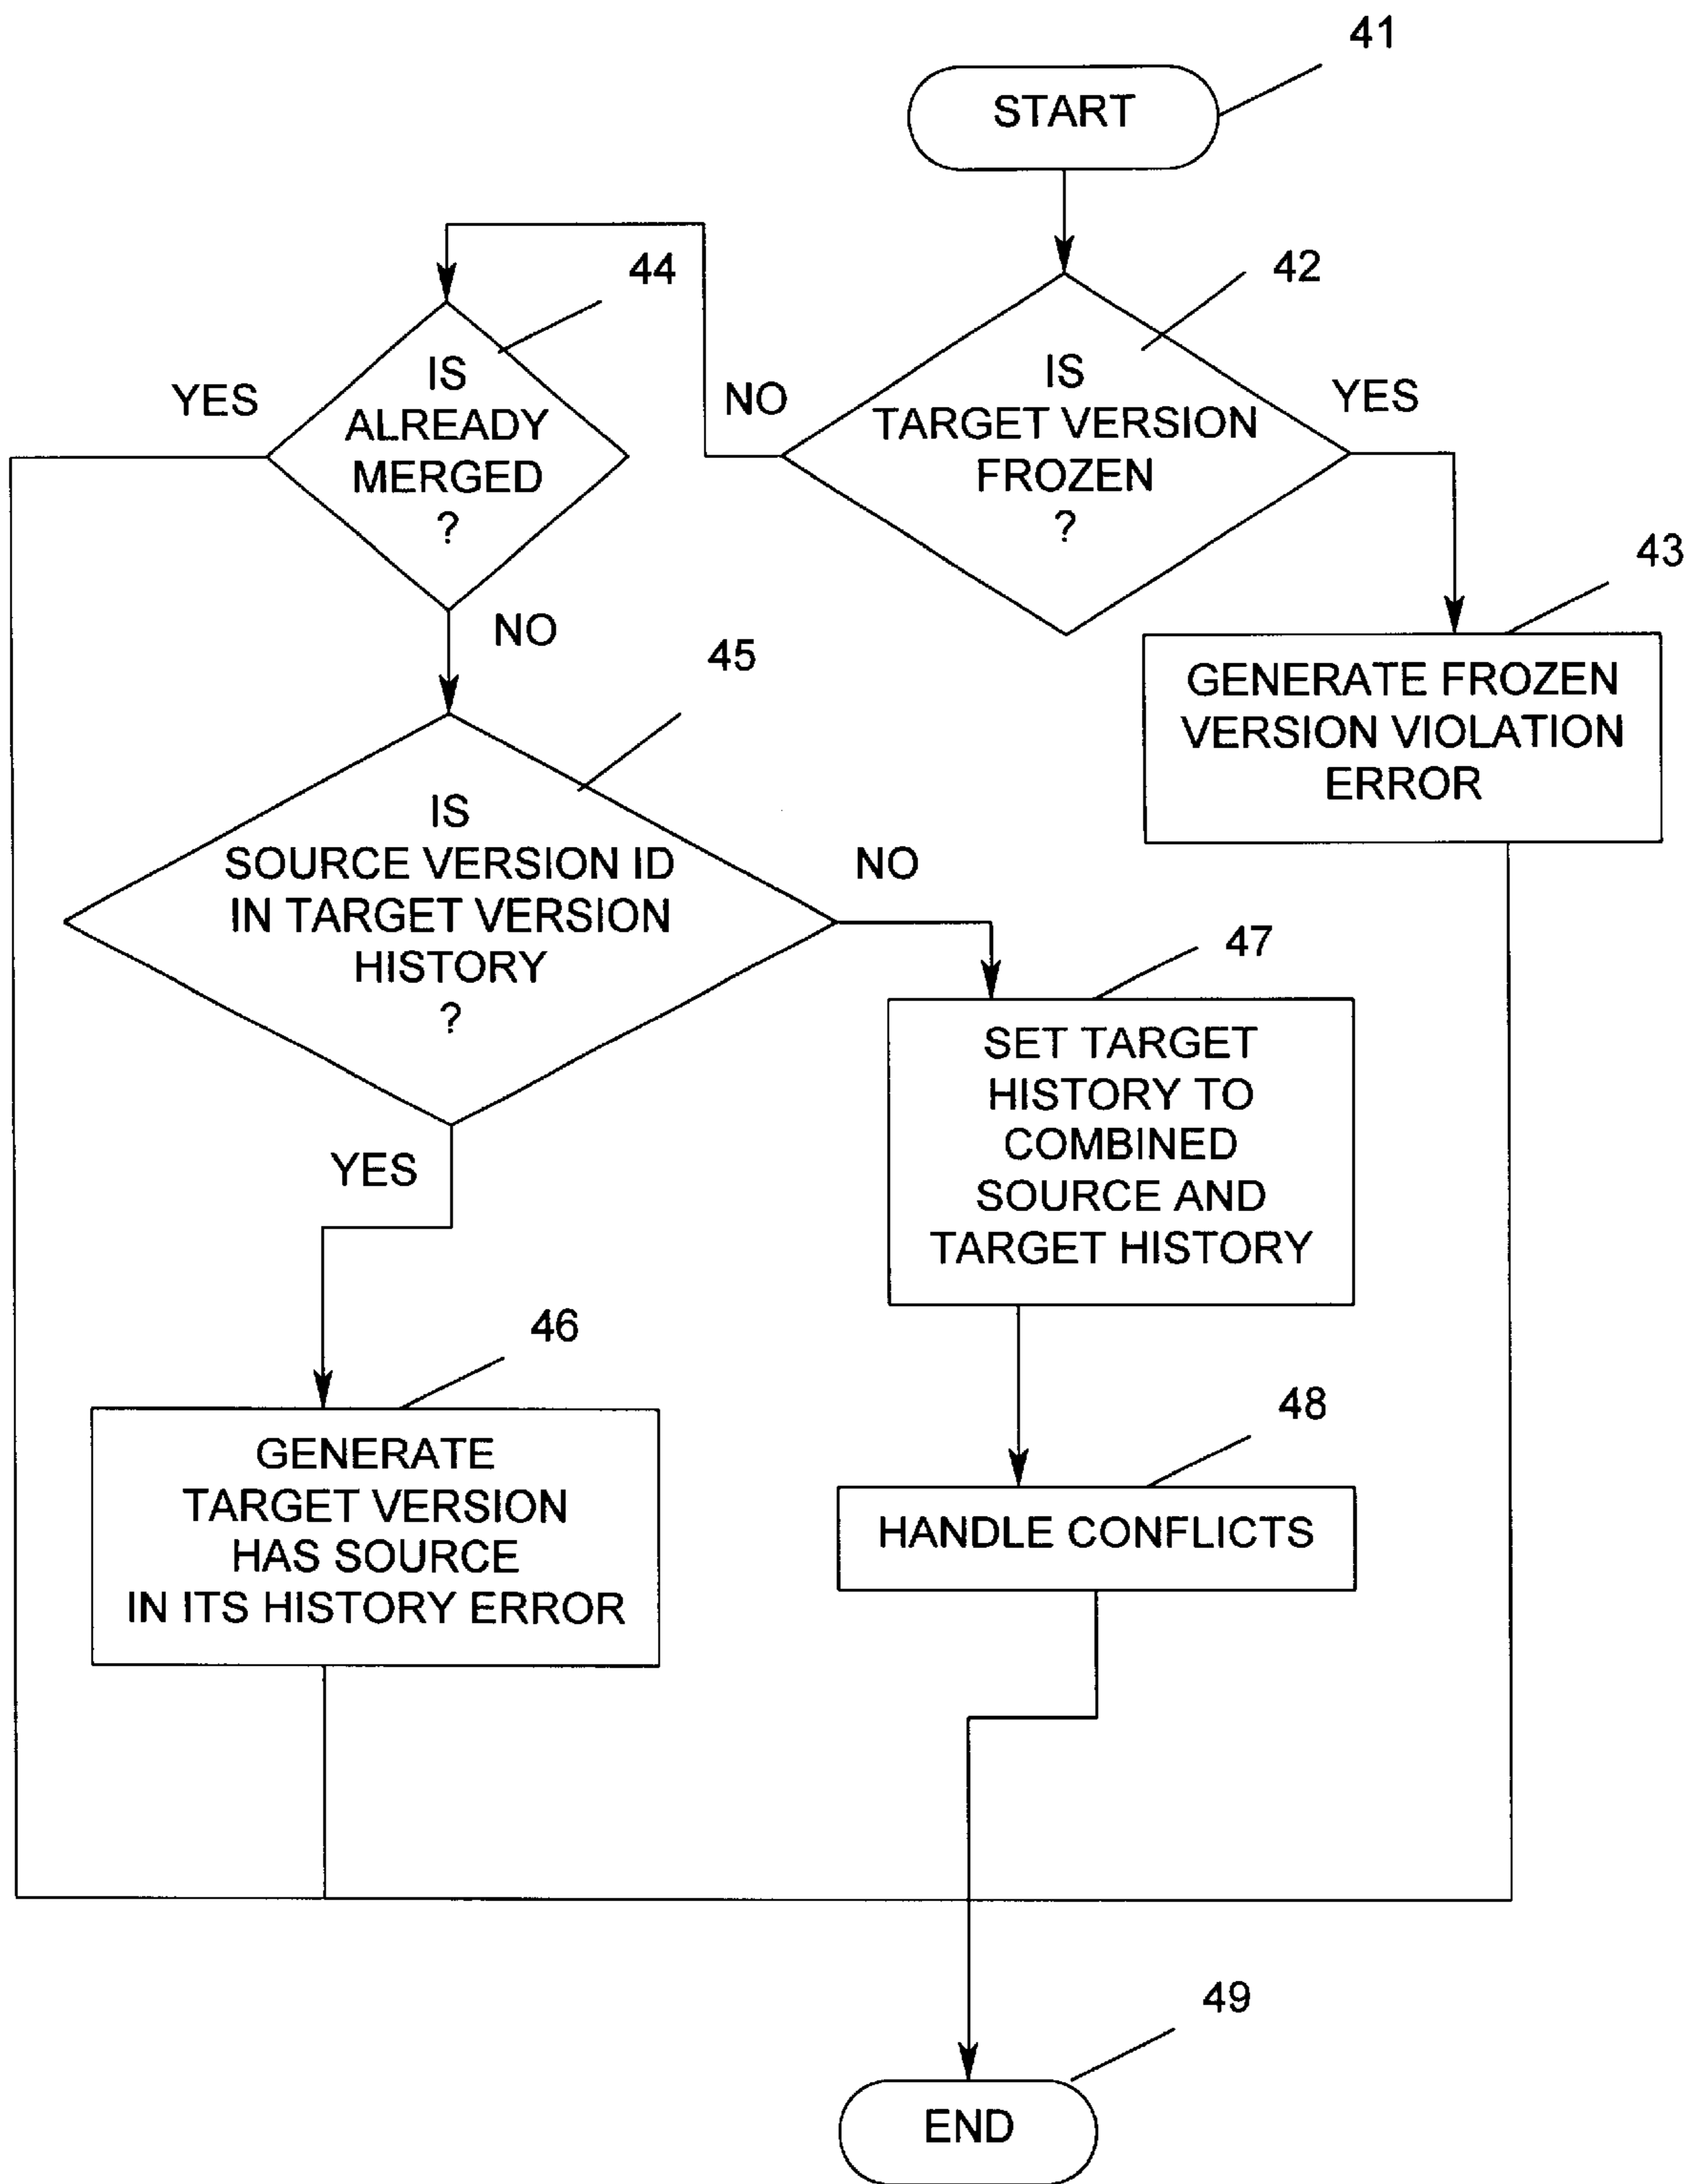 41
START
44
42
IS
ALREADY
MERGED
?
YES
NO
IS
TARGET VERSION
FROZEN
?
NO
YES
43
GENERATE FROZEN
VERSION VIOLATION
ERROR
45
IS
SOURCE VERSION ID
IN TARGET VERSION
HISTORY
?
NO
YES
47
SET TARGET
HISTORY TO
COMBINED
SOURCE AND
TARGET HISTORY
46
GENERATE
TARGET VERSION
HAS SOURCE
IN ITS HISTORY ERROR
48
HANDLE CONFLICTS
49
END